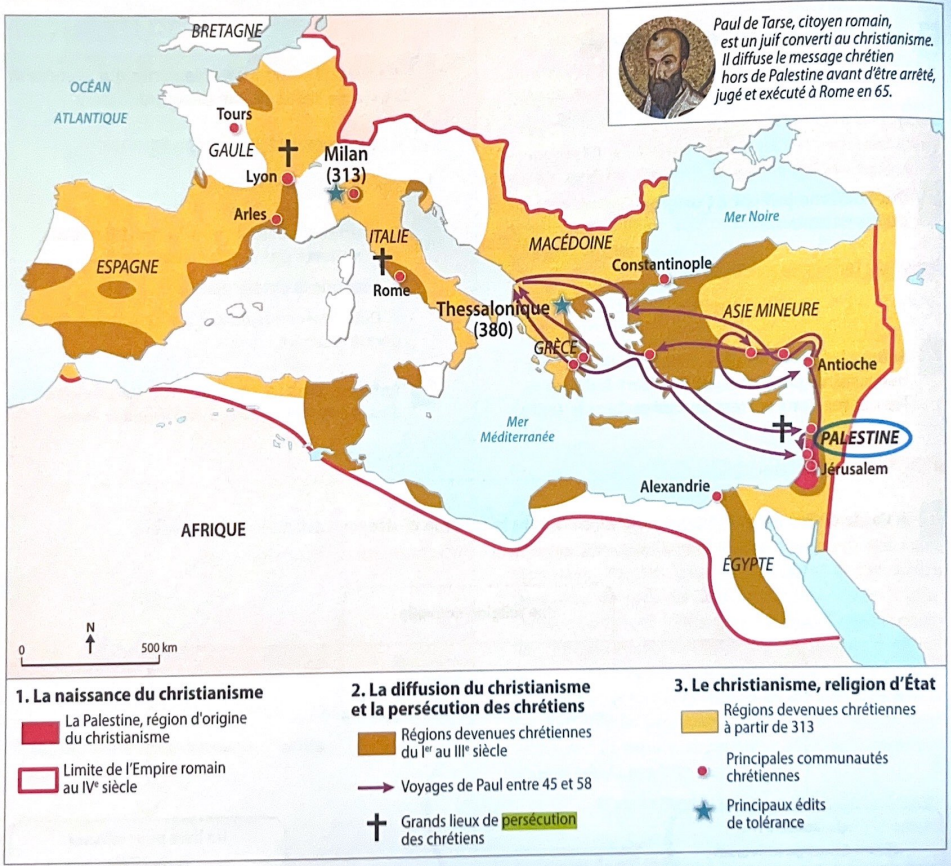 BRETAGNE
Paul de Tarse, citoyen romain,
est un juif converti au christianisme.
Il diffuse le message chrétien
hors de Palestine avant d'être arrêté,
jugé et exécuté à Rome en 65.
OCÉAN
ATLANTIQUE
Tours
GAULE
Lyon
Milan
(313)
Arles
ESPAGNE
ITALIE
Rome
MACÉDOINE
Mer Noire
Constantinople
Thessalonique
(380)
ASIE MINEURE
GRÈCE
Antioche
Mer
Méditerranée
PALESTINE
Jérusalem
Alexandrie
AFRIQUE
ÉGYPTE
N
0 500 km
1. La naissance du christianisme
La Palestine, région d'origine
du christianisme
Limite de l'Empire romain
au IVe siècle
2. La diffusion du christianisme
et la persécution des chrétiens
Régions devenues chrétiennes
du Ier au IIIe siècle
Voyages de Paul entre 45 et 58
Grands lieux de persécution
des chrétiens
3. Le christianisme, religion d'État
Régions devenues chrétiennes
à partir de 313
Principales communautés
chrétiennes
Principaux édits
de tolérance